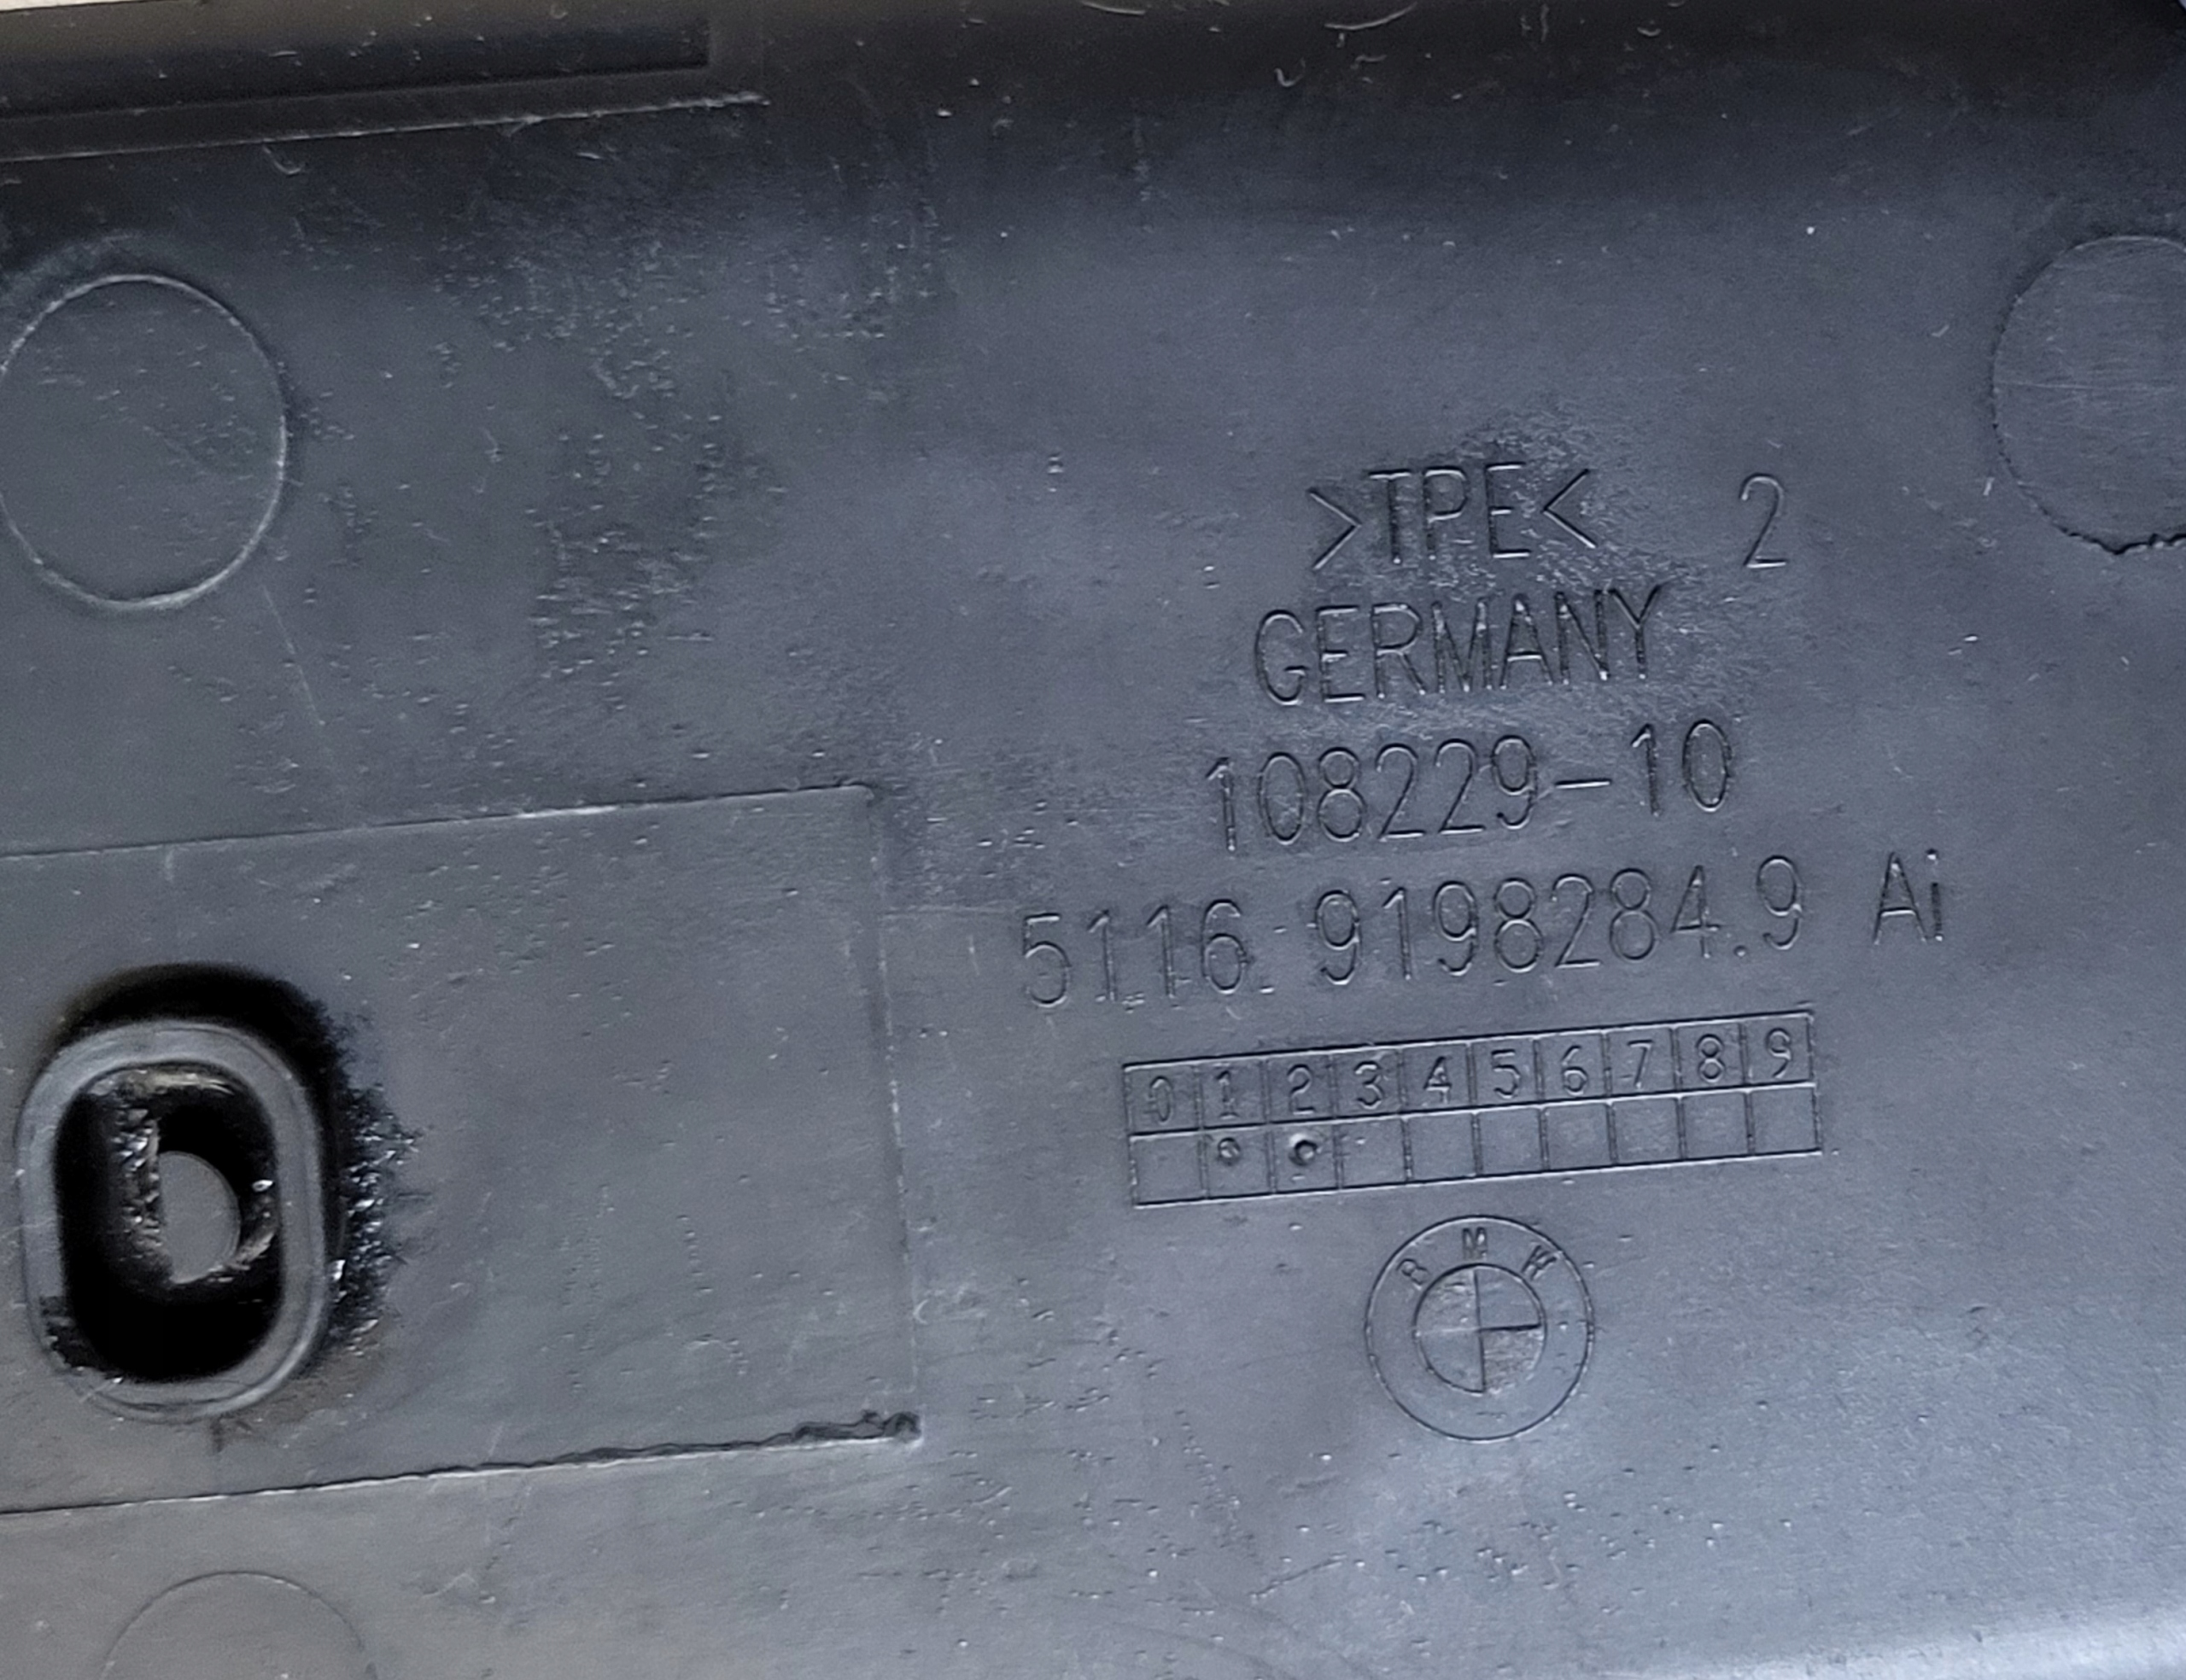 >TPE< 2
GERMANY
108229-10
5116 9198284.9 Ai
0 1 2 3 4 5 6 7 8 9
BMW